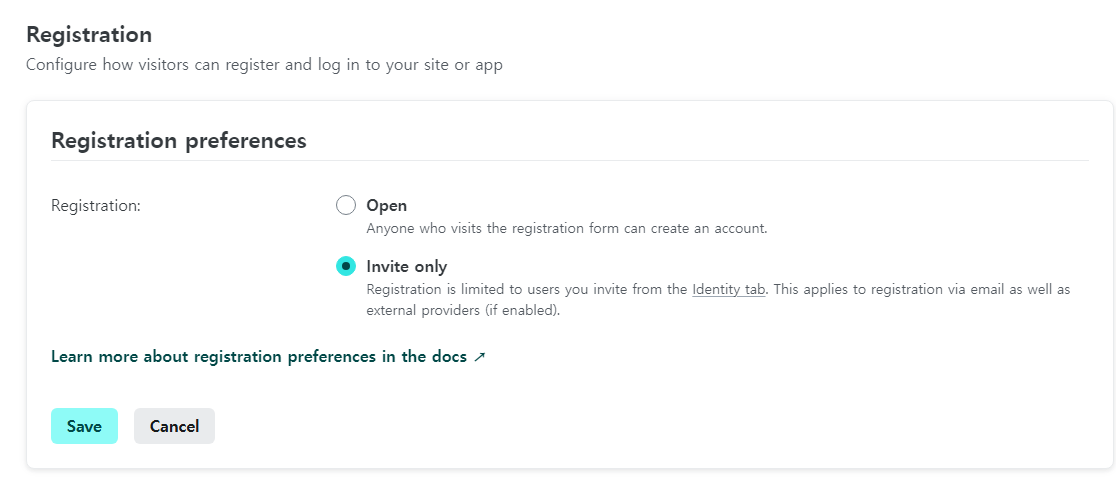 Registration
Configure how visitors can register and log in to your site or app
Registration preferences
Registration:
Open
Anyone who visits the registration form can create an account.
Invite only
Registration is limited to users you invite from the Identity tab. This applies to registration via email as well as
external providers (if enabled).
Learn more about registration preferences in the docs ↗
Save
Cancel